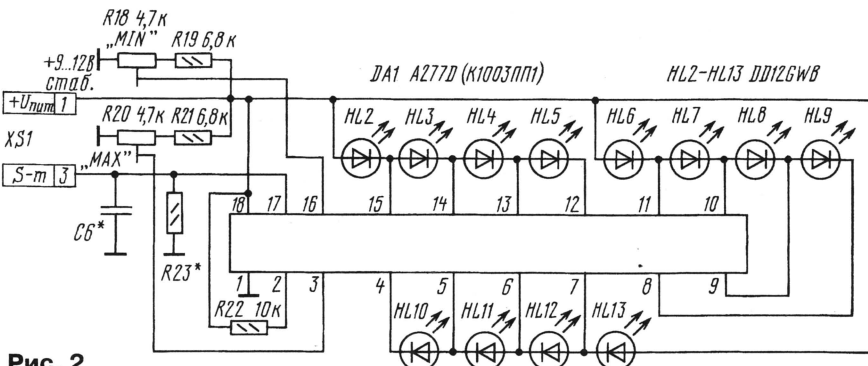 R18 4,7к
„MIN" R19 6,8к
+9...12В
стаб.
DA1 A277D (К1003ПП1)
HL2-HL13 DD12GWB
+Uпит 1
R20 4,7к R21 6,8к
HL2 HL3 HL4 HL5 HL6 HL7 HL8 HL9
XS1
„MAX"
S-m 3
18 17 16 15 14 13 12 11 10
C6*
R23*
1 2 3 4 5 6 7 8 9
R22 10к
HL10 HL11 HL12 HL13
Рис. 2